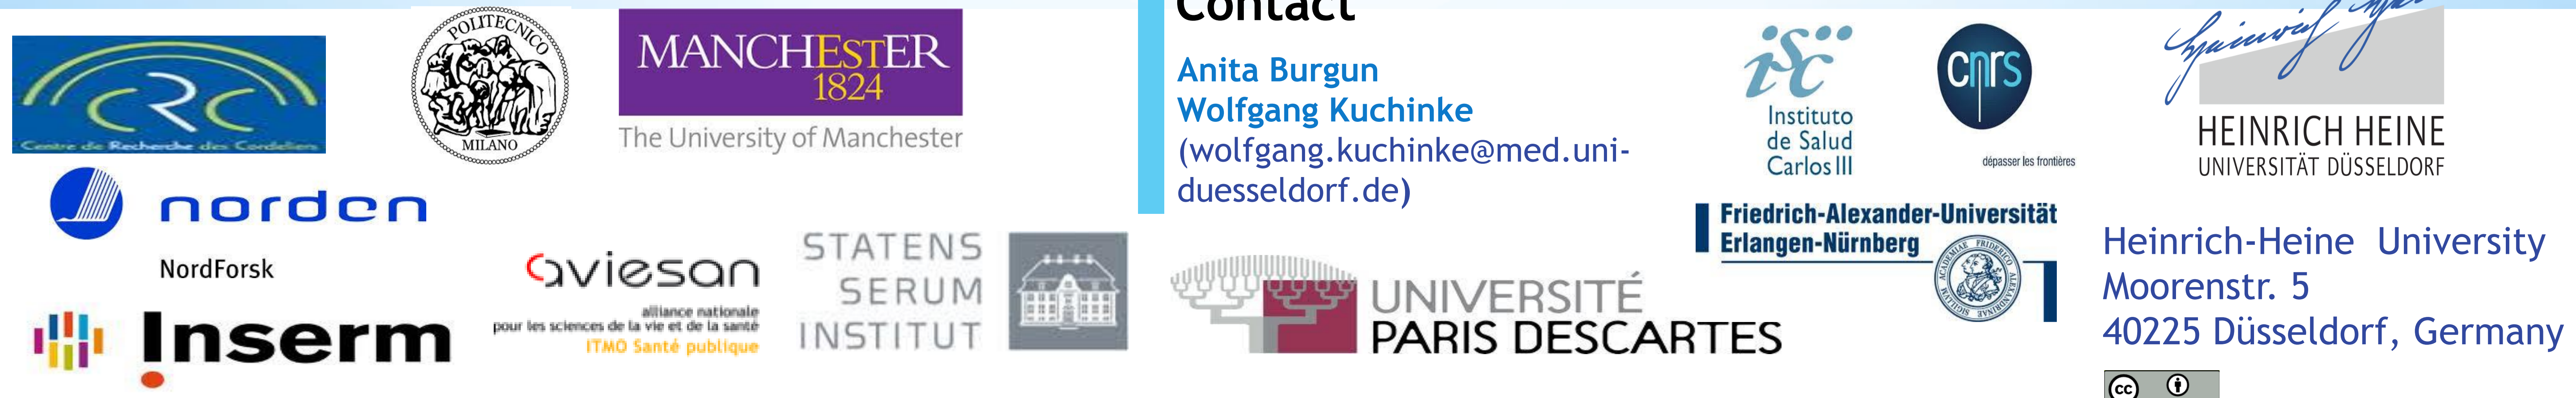 CRC
Centre de Recherche des Cordeliers
POLITECNICO
MILANO
MANCHESTER
1824
The University of Manchester
norden
NordForsk
Inserm
aviesan
alliance nationale
pour les sciences de la vie et de la santé
ITMO Santé publique
STATENS
SERUM
INSTITUT
Contact
Anita Burgun
Wolfgang Kuchinke
(wolfgang.kuchinke@med.uni-
duesseldorf.de)
UNIVERSITÉ
PARIS DESCARTES
isc
Instituto
de Salud
Carlos III
cnrs
dépasser les frontières
Friedrich-Alexander-Universität
Erlangen-Nürnberg
HEINRICH HEINE
UNIVERSITÄT DÜSSELDORF
Heinrich-Heine University
Moorenstr. 5
40225 Düsseldorf, Germany
cc